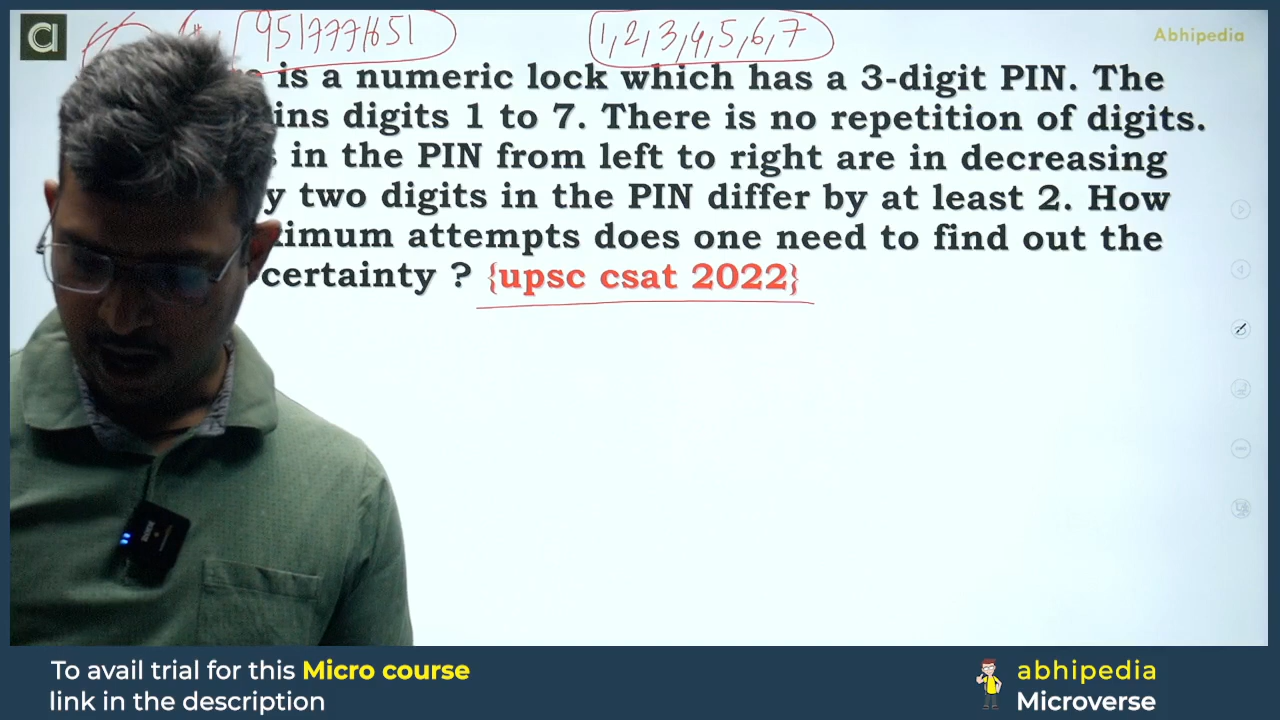 951777651
1,2,3,4,5,6,7
Abhipedia
is a numeric lock which has a 3-digit PIN. The
ins digits 1 to 7. There is no repetition of digits.
s in the PIN from left to right are in decreasing
y two digits in the PIN differ by at least 2. How
imum attempts does one need to find out the
certainty ? {upsc csat 2022}
To avail trial for this Micro course
link in the description
abhipedia
Microverse